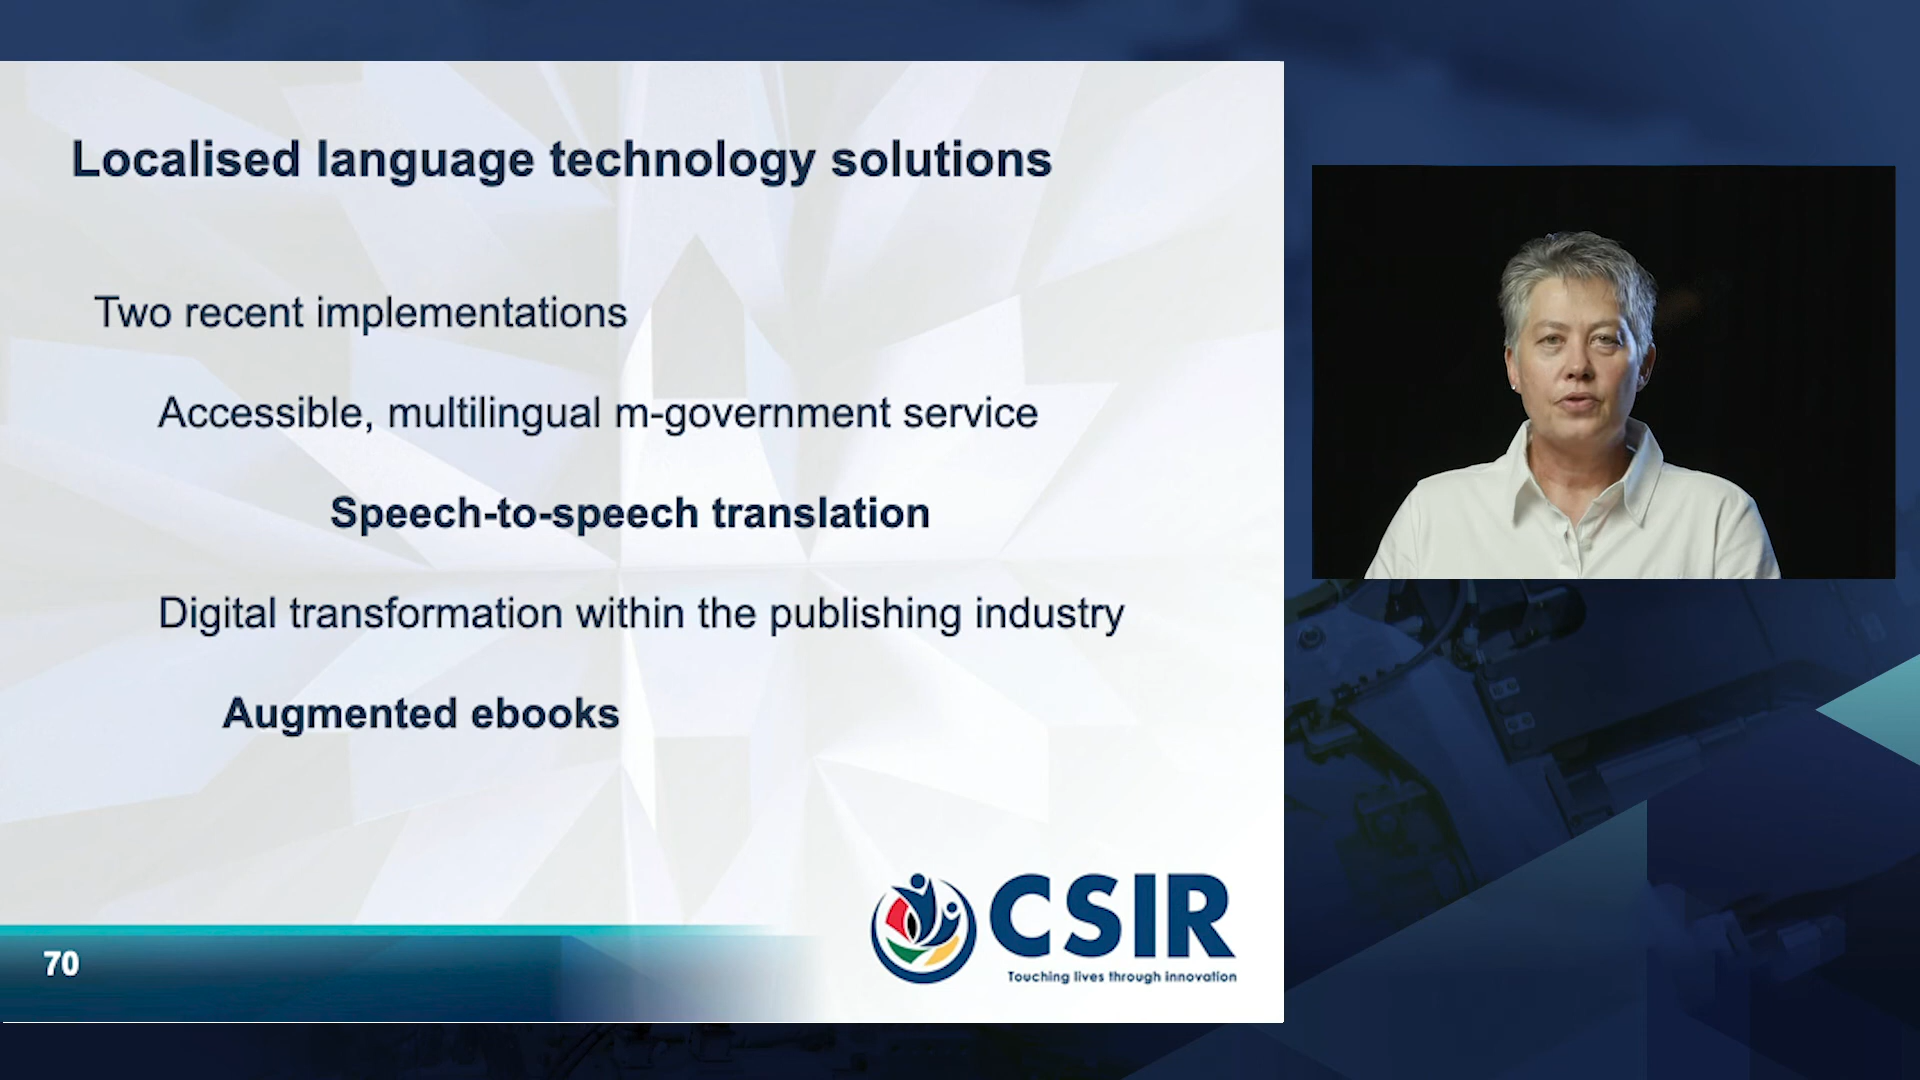 Localised language technology solutions
Two recent implementations
Accessible, multilingual m-government service
Speech-to-speech translation
Digital transformation within the publishing industry
Augmented ebooks
70
CSIR
Touching lives through innovation